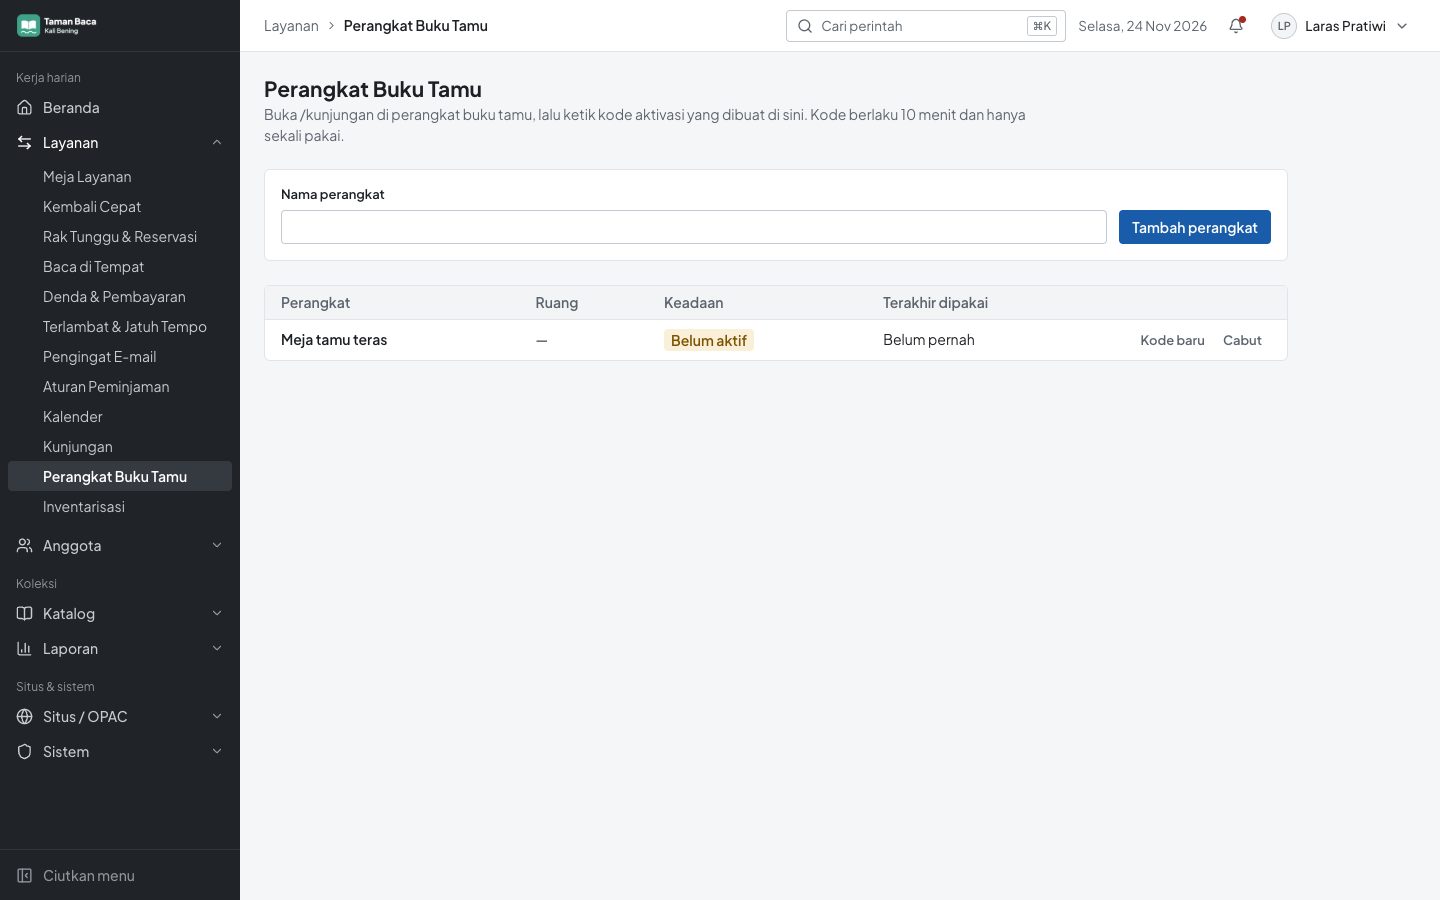 Taman Baca
Kali Bening
Layanan > Perangkat Buku Tamu
Cari perintah
⌘K
Selasa, 24 Nov 2026
LP
Laras Pratiwi
Kerja harian
Beranda
Layanan
Meja Layanan
Kembali Cepat
Rak Tunggu & Reservasi
Baca di Tempat
Denda & Pembayaran
Terlambat & Jatuh Tempo
Pengingat E-mail
Aturan Peminjaman
Kalender
Kunjungan
Perangkat Buku Tamu
Inventarisasi
Anggota
Koleksi
Katalog
Laporan
Situs & sistem
Situs / OPAC
Sistem
Ciutkan menu
Perangkat Buku Tamu
Buka /kunjungan di perangkat buku tamu, lalu ketik kode aktivasi yang dibuat di sini. Kode berlaku 10 menit dan hanya
sekali pakai.
Nama perangkat
Tambah perangkat
Perangkat Ruang Keadaan Terakhir dipakai
Meja tamu teras — Belum aktif Belum pernah Kode baru Cabut